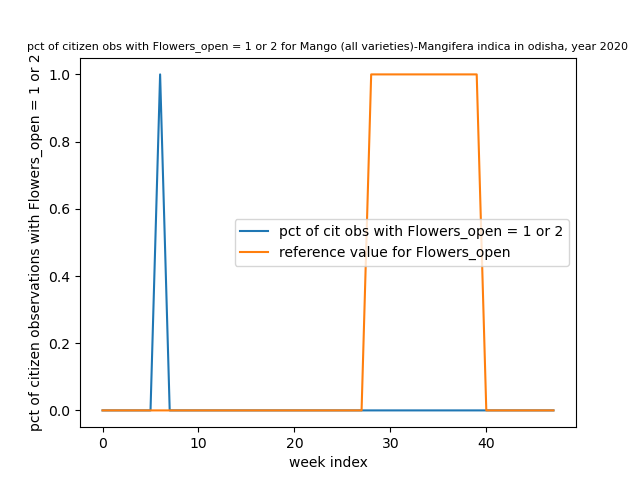 pct of citizen obs with Flowers_open = 1 or 2 for Mango (all varieties)-Mangifera indica in odisha, year 2020
pct of citizen observations with Flowers_open = 1 or 2
1.0
0.8
0.6
0.4
0.2
0.0
pct of cit obs with Flowers_open = 1 or 2
reference value for Flowers_open
0 10 20 30 40
week index